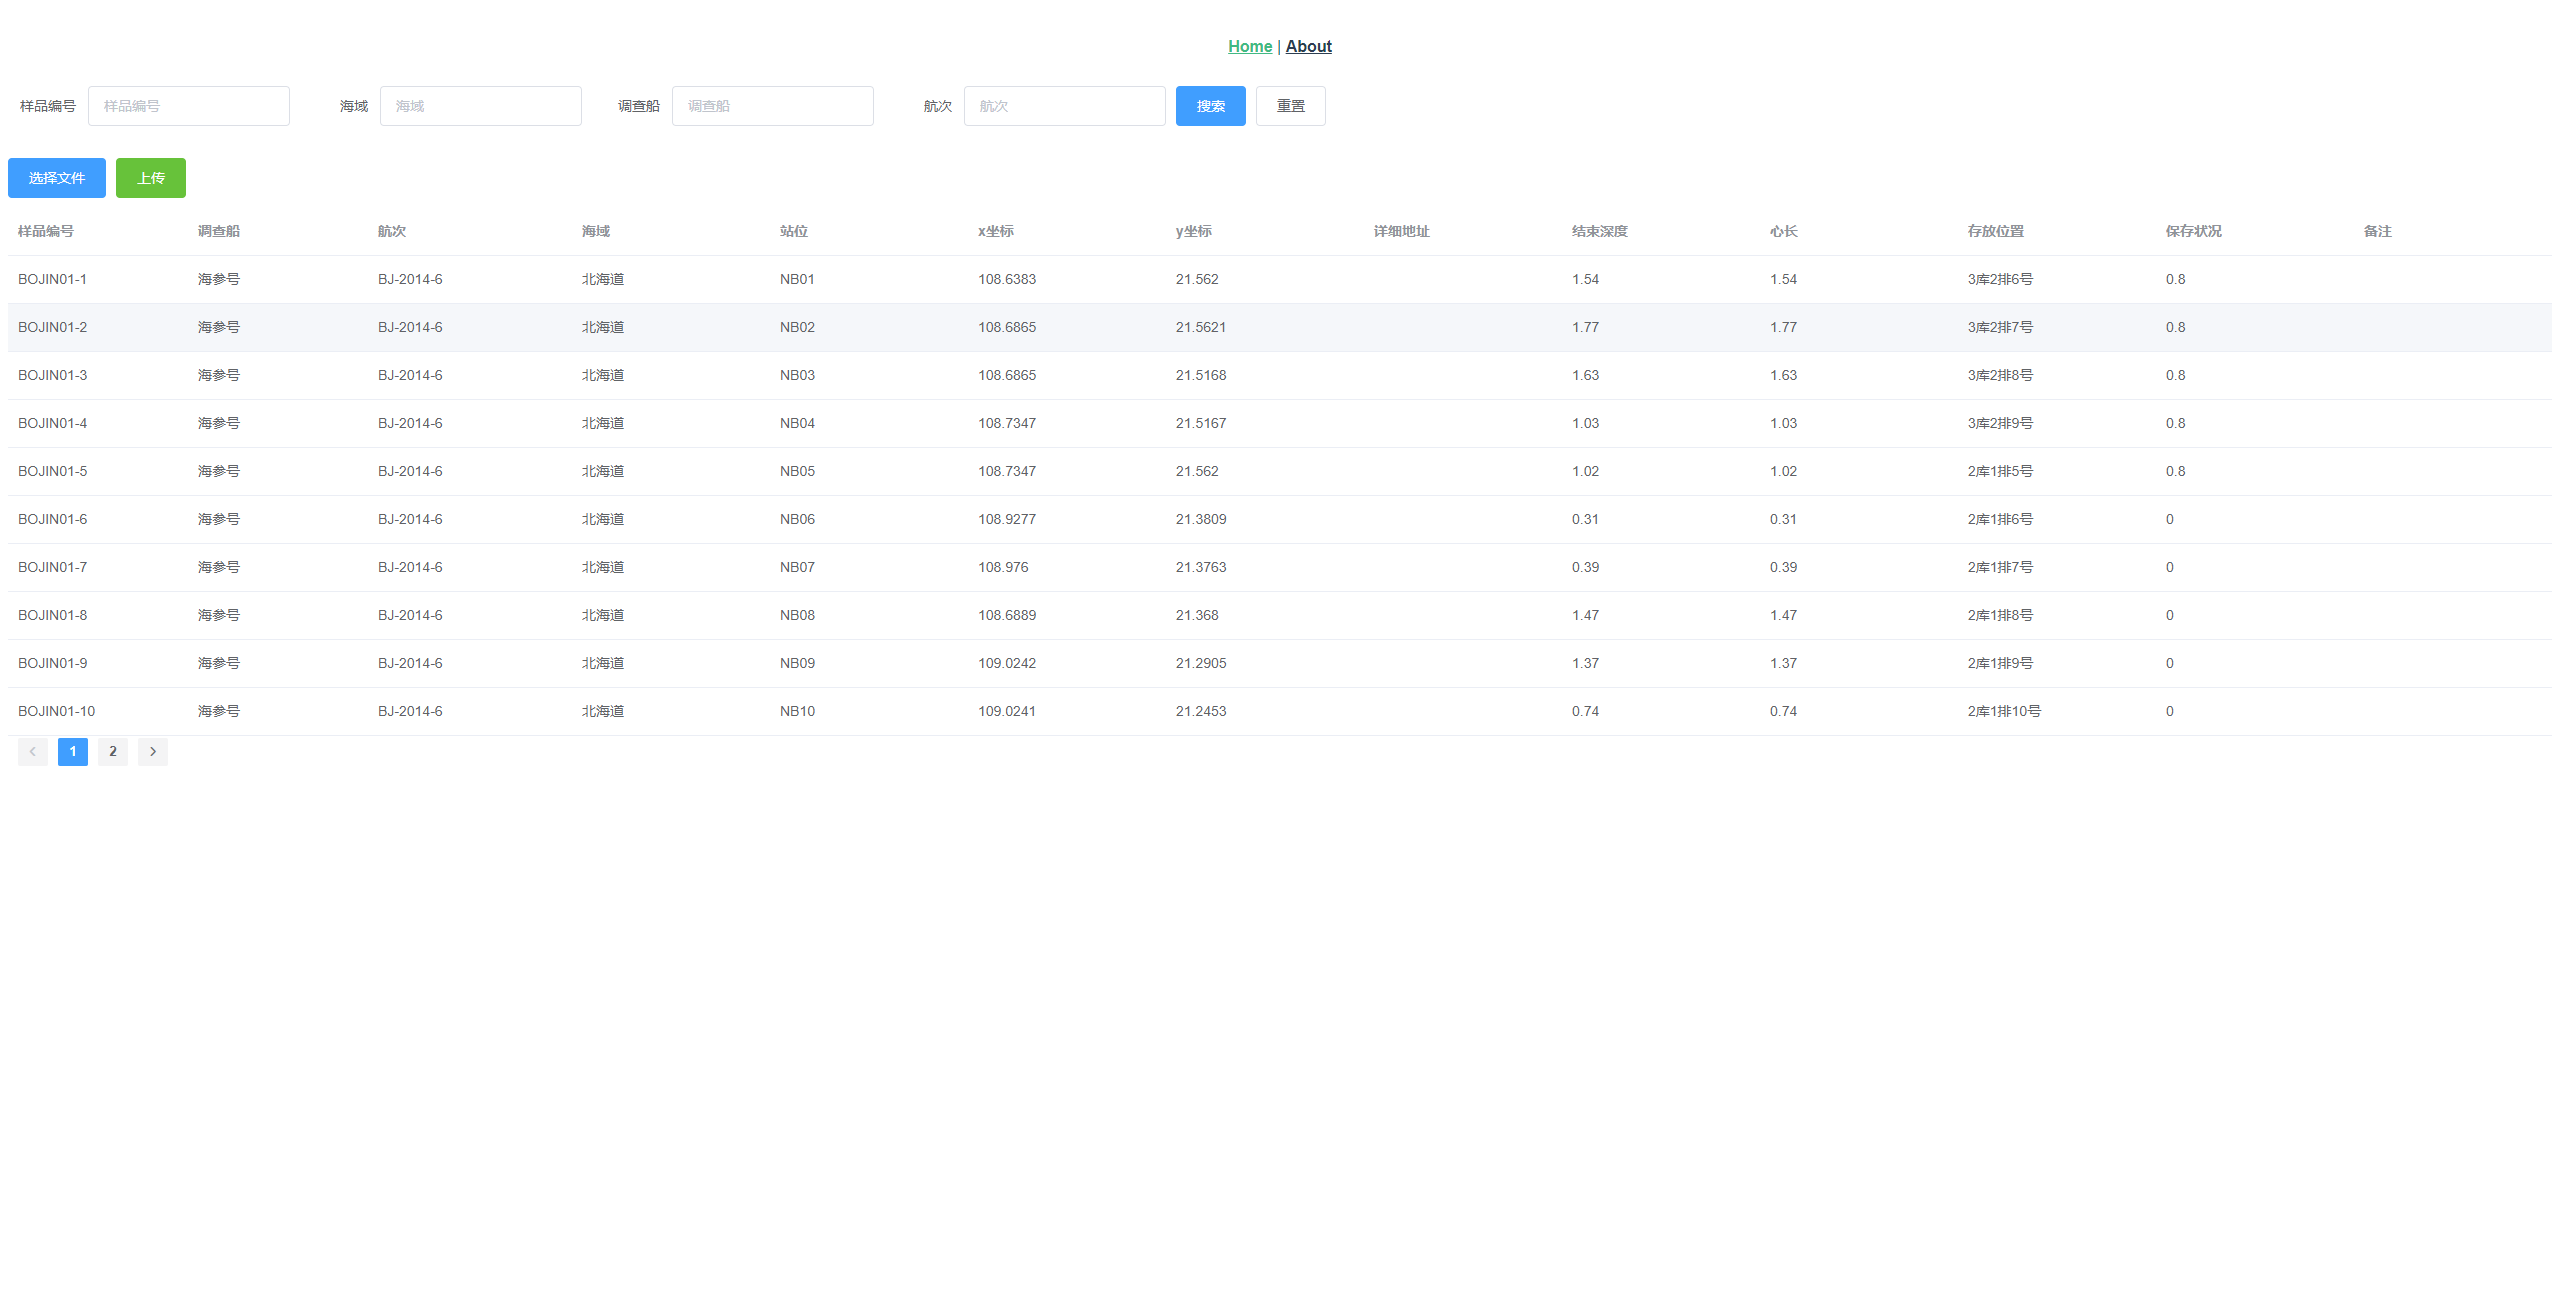 Home | About
样品编号 样品编号 海域 海域 调查船 调查船 航次 航次 搜索 重置
选择文件 上传
样品编号 调查船 航次 海域 站位 x坐标 y坐标 详细地址 结束深度 心长 存放位置 保存状况 备注
BOJIN01-1 海参号 BJ-2014-6 北海道 NB01 108.6383 21.562 1.54 1.54 3库2排6号 0.8
BOJIN01-2 海参号 BJ-2014-6 北海道 NB02 108.6865 21.5621 1.77 1.77 3库2排7号 0.8
BOJIN01-3 海参号 BJ-2014-6 北海道 NB03 108.6865 21.5168 1.63 1.63 3库2排8号 0.8
BOJIN01-4 海参号 BJ-2014-6 北海道 NB04 108.7347 21.5167 1.03 1.03 3库2排9号 0.8
BOJIN01-5 海参号 BJ-2014-6 北海道 NB05 108.7347 21.562 1.02 1.02 2库1排5号 0.8
BOJIN01-6 海参号 BJ-2014-6 北海道 NB06 108.9277 21.3809 0.31 0.31 2库1排6号 0
BOJIN01-7 海参号 BJ-2014-6 北海道 NB07 108.976 21.3763 0.39 0.39 2库1排7号 0
BOJIN01-8 海参号 BJ-2014-6 北海道 NB08 108.6889 21.368 1.47 1.47 2库1排8号 0
BOJIN01-9 海参号 BJ-2014-6 北海道 NB09 109.0242 21.2905 1.37 1.37 2库1排9号 0
BOJIN01-10 海参号 BJ-2014-6 北海道 NB10 109.0241 21.2453 0.74 0.74 2库1排10号 0
1 2